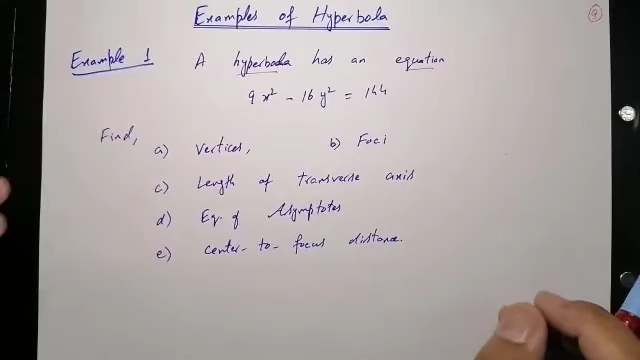 Examples of Hyperbola
9
Example 1 A hyperbola has an equation
9x² - 16y² = 144
Find,
a) Vertices, b) Foci
c) Length of transverse axis
d) Eq. of Asymptotes
e) center-to-focus distance.